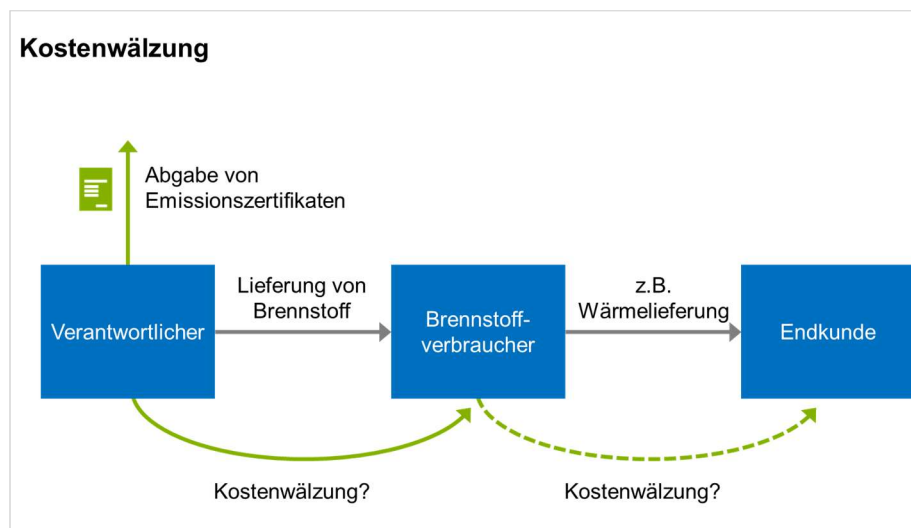 Kostenwälzung
Abgabe von
Emissionszertifikaten
Verantwortlicher
Lieferung von
Brennstoff
Brennstoff-
verbraucher
z.B.
Wärmelieferung
Endkunde
Kostenwälzung?
Kostenwälzung?